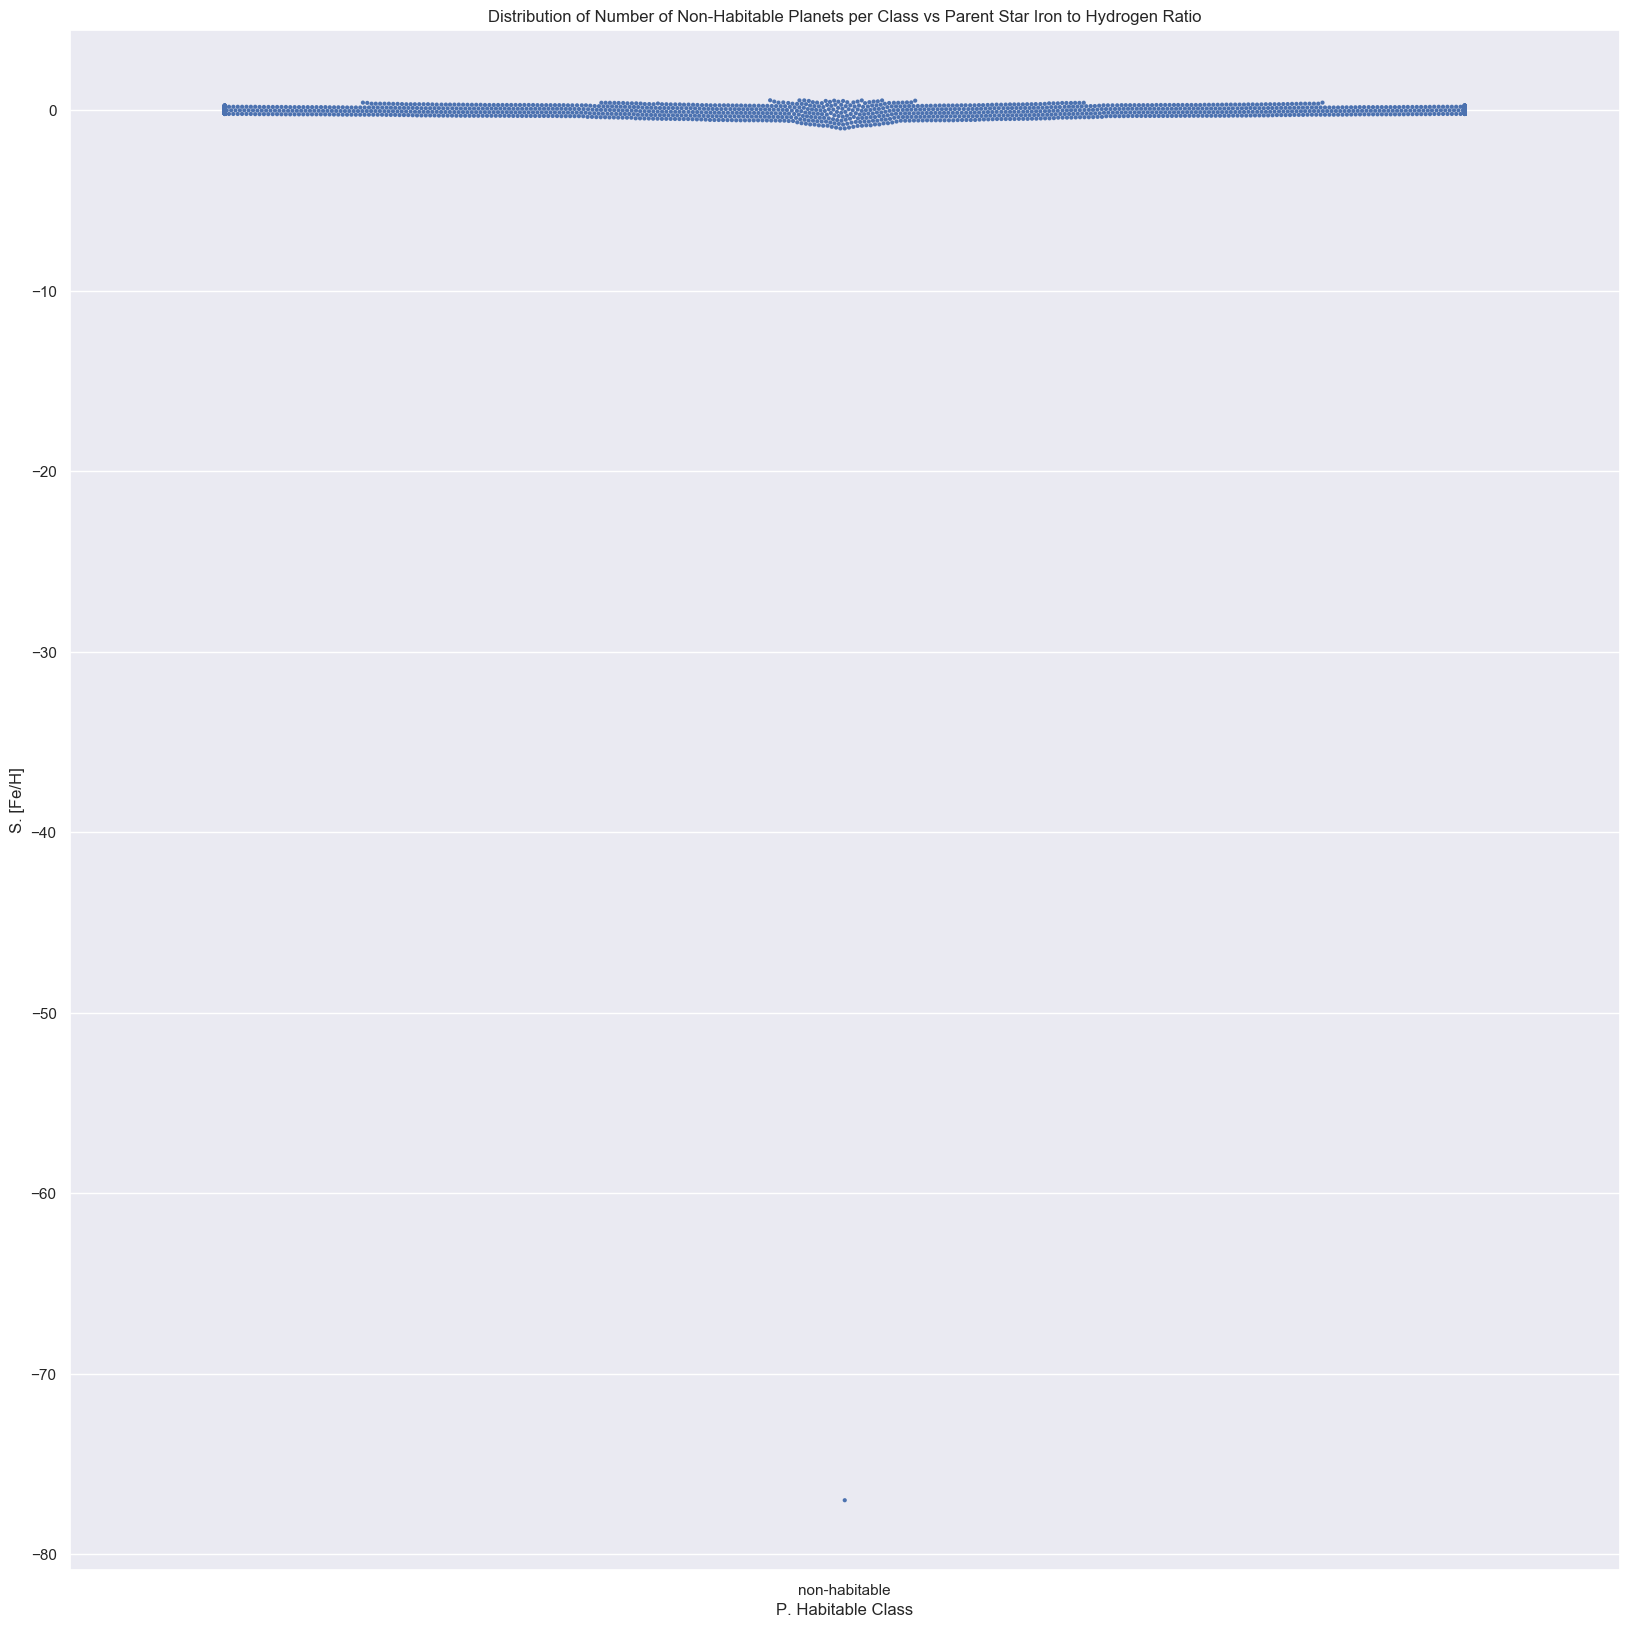 Distribution of Number of Non-Habitable Planets per Class vs Parent Star Iron to Hydrogen Ratio
0
−10
−20
−30
S. [Fe/H]
−40
−50
−60
−70
−80
non-habitable
P. Habitable Class